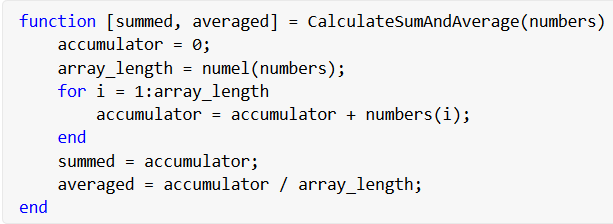 function [summed, averaged] = CalculateSumAndAverage(numbers)
    accumulator = 0;
    array_length = numel(numbers);
    for i = 1:array_length
        accumulator = accumulator + numbers(i);
    end
    summed = accumulator;
    averaged = accumulator / array_length;
end